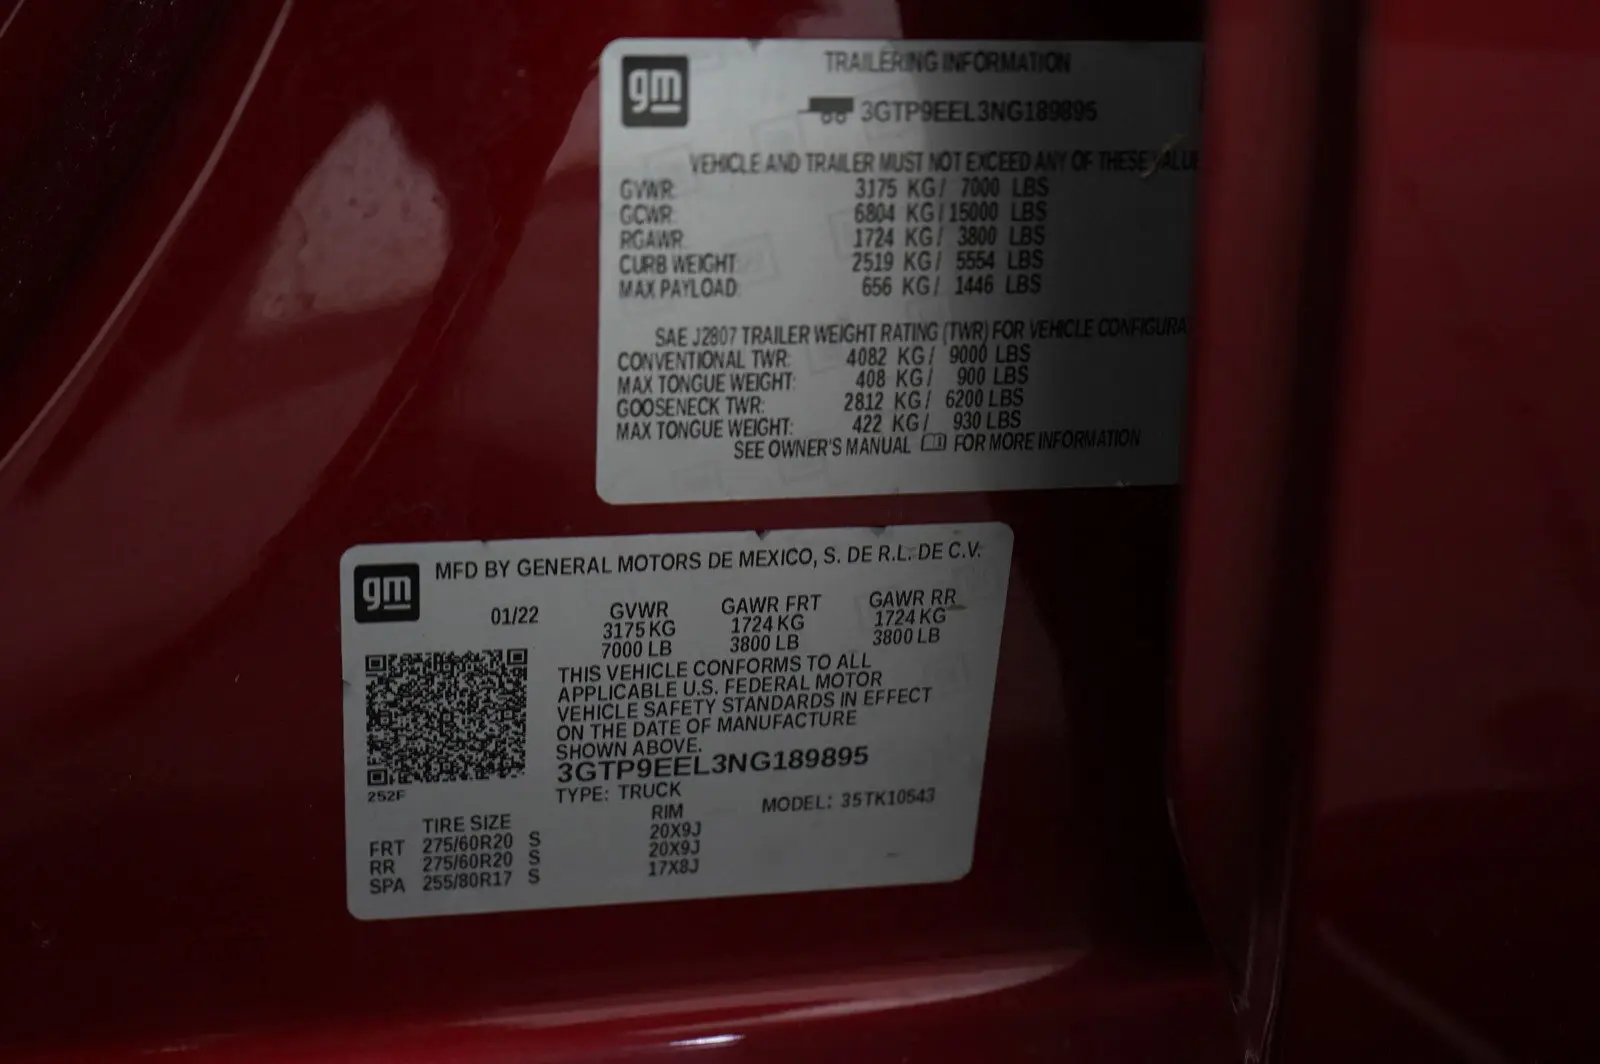 gm
TRAILERING INFORMATION
3GTP9EEL3NG189895
VEHICLE AND TRAILER MUST NOT EXCEED ANY OF THESE VALUE
GVWR: 3175 KG/ 7000 LBS
GCWR: 6804 KG/ 15000 LBS
RGAWR: 1724 KG/ 3800 LBS
CURB WEIGHT: 2519 KG/ 5554 LBS
MAX PAYLOAD: 656 KG/ 1446 LBS
SAE J2807 TRAILER WEIGHT RATING (TWR) FOR VEHICLE CONFIGURA
CONVENTIONAL TWR: 4082 KG/ 9000 LBS
MAX TONGUE WEIGHT: 408 KG/ 900 LBS
GOOSENECK TWR: 2812 KG/ 6200 LBS
MAX TONGUE WEIGHT: 422 KG/ 930 LBS
SEE OWNER'S MANUAL FOR MORE INFORMATION
gm
MFD BY GENERAL MOTORS DE MEXICO, S. DE R.L. DE C.V.
01/22 GVWR GAWR FRT GAWR RR
3175 KG 1724 KG 1724 KG
7000 LB 3800 LB 3800 LB
THIS VEHICLE CONFORMS TO ALL
APPLICABLE U.S. FEDERAL MOTOR
VEHICLE SAFETY STANDARDS IN EFFECT
ON THE DATE OF MANUFACTURE
SHOWN ABOVE.
3GTP9EEL3NG189895
252F
TYPE: TRUCK MODEL: 35TK10543
TIRE SIZE RIM
FRT 275/60R20 S 20X9J
RR 275/60R20 S 20X9J
SPA 255/80R17 S 17X8J